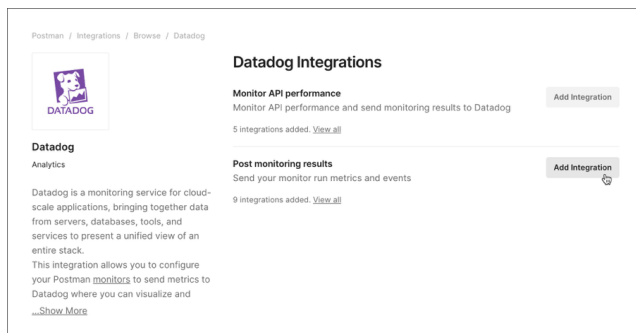 Postman / Integrations / Browse / Datadog
DATADOG
Datadog
Analytics
Datadog is a monitoring service for cloud-
scale applications, bringing together data
from servers, databases, tools, and
services to present a unified view of an
entire stack.
This integration allows you to configure
your Postman monitors to send metrics to
Datadog where you can visualize and
...Show More
Datadog Integrations
Monitor API performance
Monitor API performance and send monitoring results to Datadog
5 integrations added. View all
Add Integration
Post monitoring results
Send your monitor run metrics and events
9 integrations added. View all
Add Integration